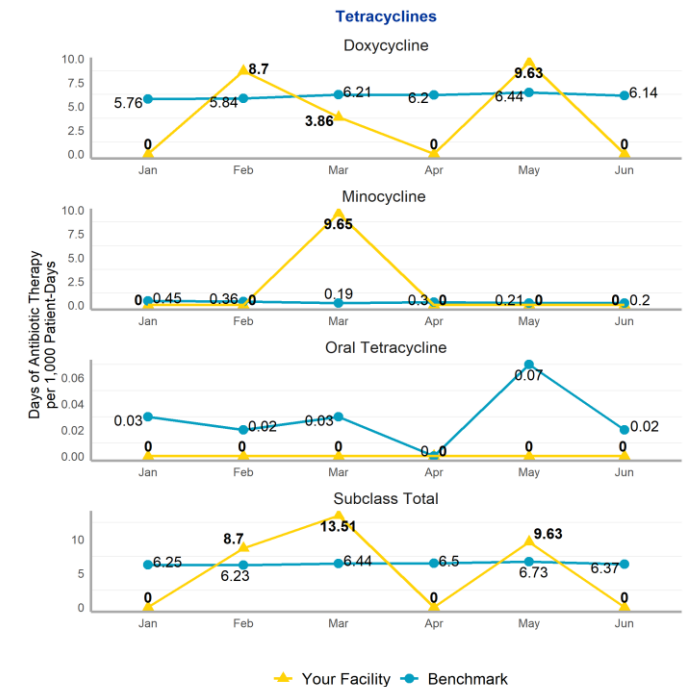 Tetracyclines
Doxycycline
10.0
7.5
5.0
2.5
0.0
5.76 5.84 6.21 6.2 6.44 6.14
0 8.7 3.86 0 9.63 0
Jan Feb Mar Apr May Jun
Minocycline
10.0
7.5
5.0
2.5
0.0
0.45 0.36 0.19 0.3 0.21 0.2
0 0 9.65 0 0 0
Jan Feb Mar Apr May Jun
Days of Antibiotic Therapy
per 1,000 Patient-Days
Oral Tetracycline
0.06
0.04
0.02
0.00
0.03 0.02 0.03 0 0.07 0.02
0 0 0 0 0 0
Jan Feb Mar Apr May Jun
Subclass Total
10
5
0
6.25 6.23 6.44 6.5 6.73 6.37
0 8.7 13.51 0 9.63 0
Jan Feb Mar Apr May Jun
Your Facility Benchmark